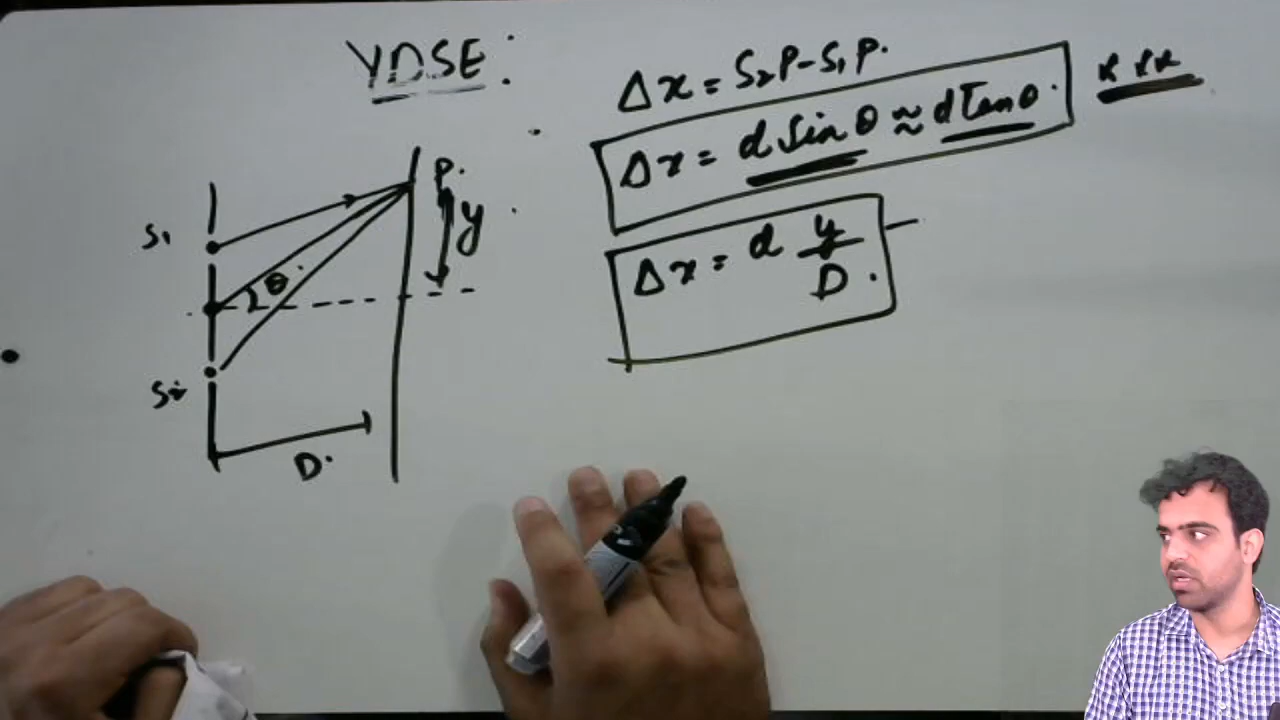 YDSE:
Δx = S₂P - S₁P.
Δx = d Sin θ ≈ d Tan θ.
Δx = d y/D.
P.
y
S₁
θ
S₂
D.